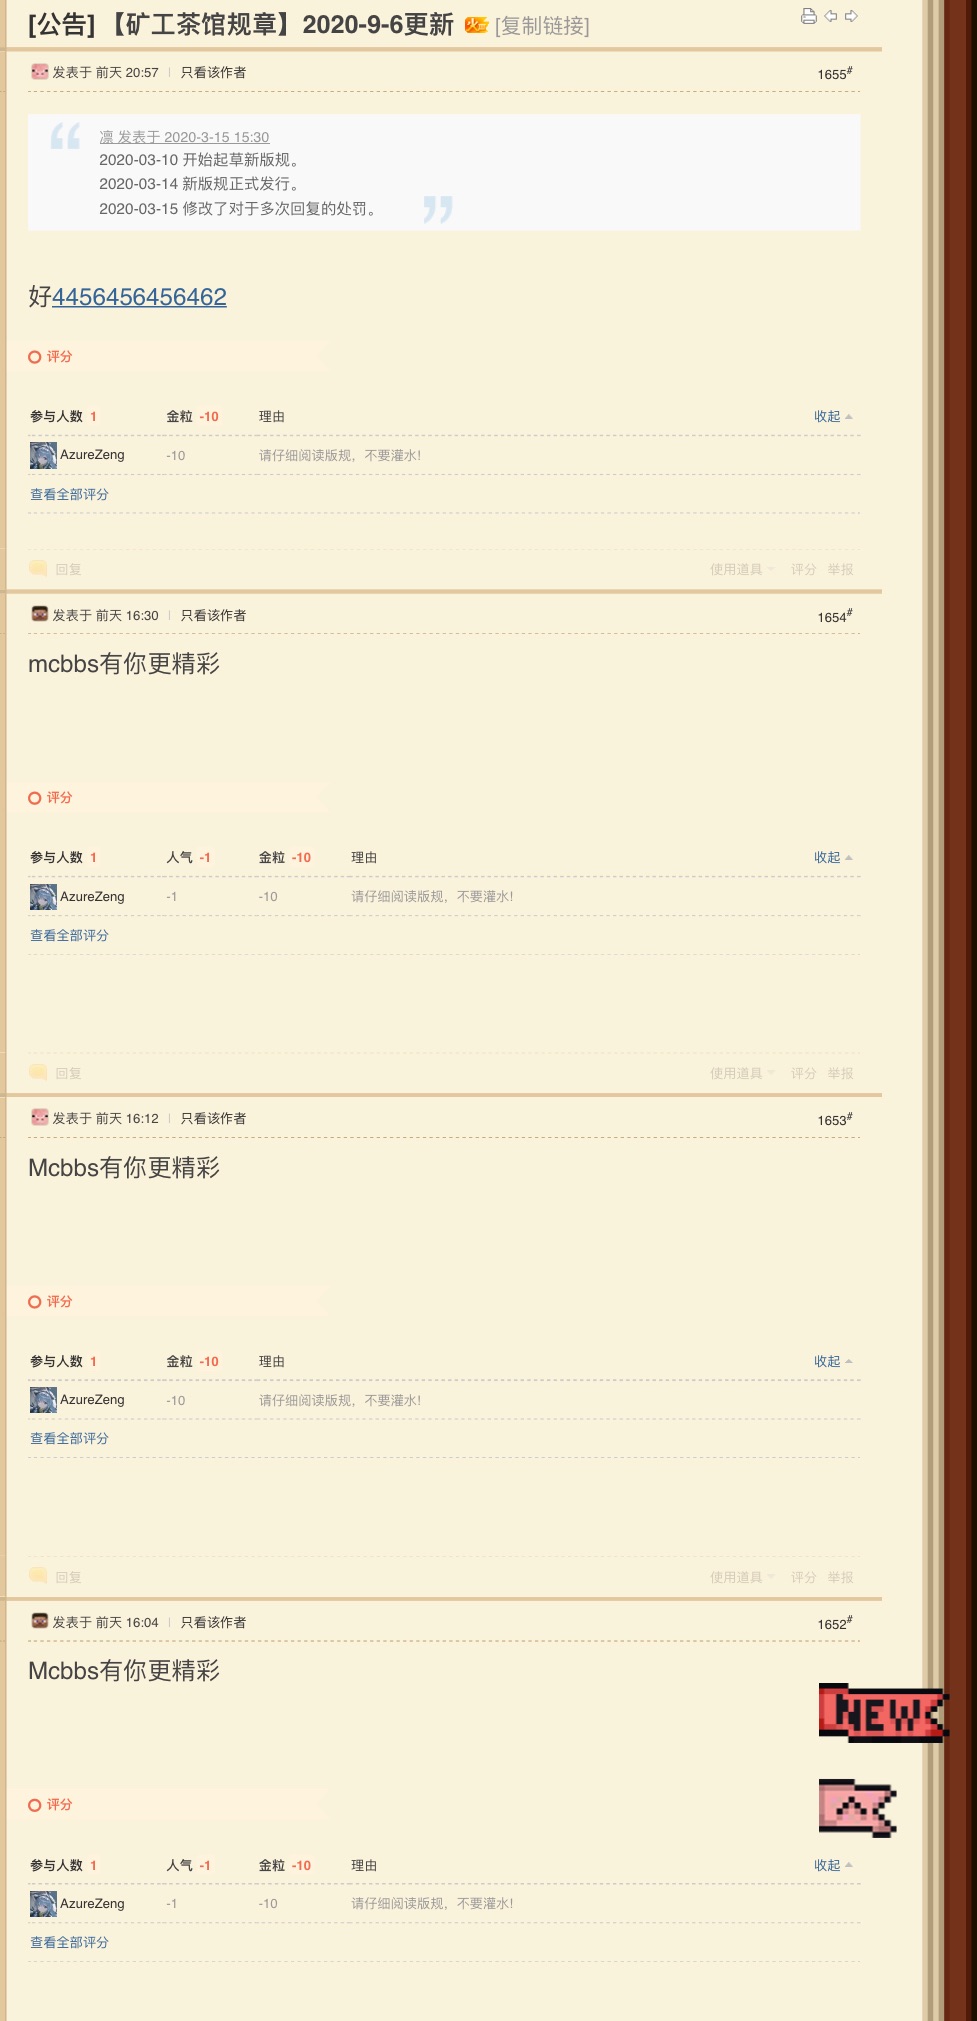 [公告] 【矿工茶馆规章】2020-9-6更新 [复制链接]
发表于 前天 20:57 | 只看该作者 1655#
凛 发表于 2020-3-15 15:30
2020-03-10 开始起草新版规。
2020-03-14 新版规正式发行。
2020-03-15 修改了对于多次回复的处罚。
好4456456456462
评分
参与人数 1 金粒 -10 理由 收起
AzureZeng -10 请仔细阅读版规，不要灌水!
查看全部评分
回复 使用道具 评分 举报
发表于 前天 16:30 | 只看该作者 1654#
mcbbs有你更精彩
评分
参与人数 1 人气 -1 金粒 -10 理由 收起
AzureZeng -1 -10 请仔细阅读版规，不要灌水!
查看全部评分
回复 使用道具 评分 举报
发表于 前天 16:12 | 只看该作者 1653#
Mcbbs有你更精彩
评分
参与人数 1 金粒 -10 理由 收起
AzureZeng -10 请仔细阅读版规，不要灌水!
查看全部评分
回复 使用道具 评分 举报
发表于 前天 16:04 | 只看该作者 1652#
Mcbbs有你更精彩
NEW
评分
参与人数 1 人气 -1 金粒 -10 理由 收起
AzureZeng -1 -10 请仔细阅读版规，不要灌水!
查看全部评分